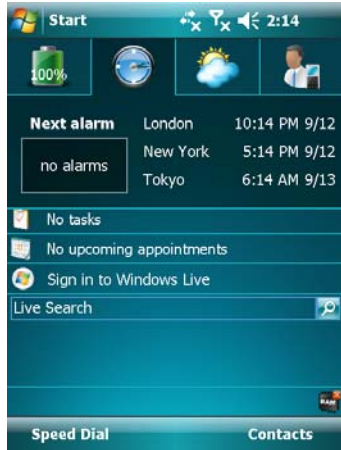 Start 2:14
100%
Next alarm
no alarms
London 10:14 PM 9/12
New York 5:14 PM 9/12
Tokyo 6:14 AM 9/13
No tasks
No upcoming appointments
Sign in to Windows Live
Live Search
RAM
Speed Dial Contacts